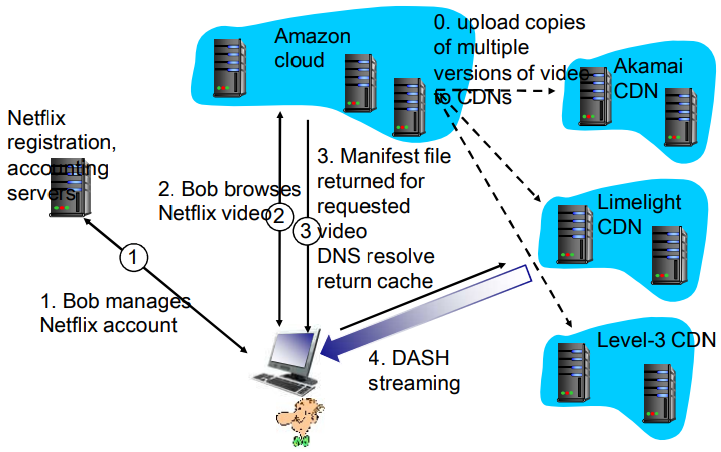 Amazon
cloud
0. upload copies
of multiple
versions of video
to CDNs
Akamai
CDN
Netflix
registration,
accounting
servers
2. Bob browses
Netflix video
2
3. Manifest file
returned for
requested
video
DNS resolve
return cache
3
Limelight
CDN
1
1. Bob manages
Netflix account
Level-3 CDN
4. DASH
streaming